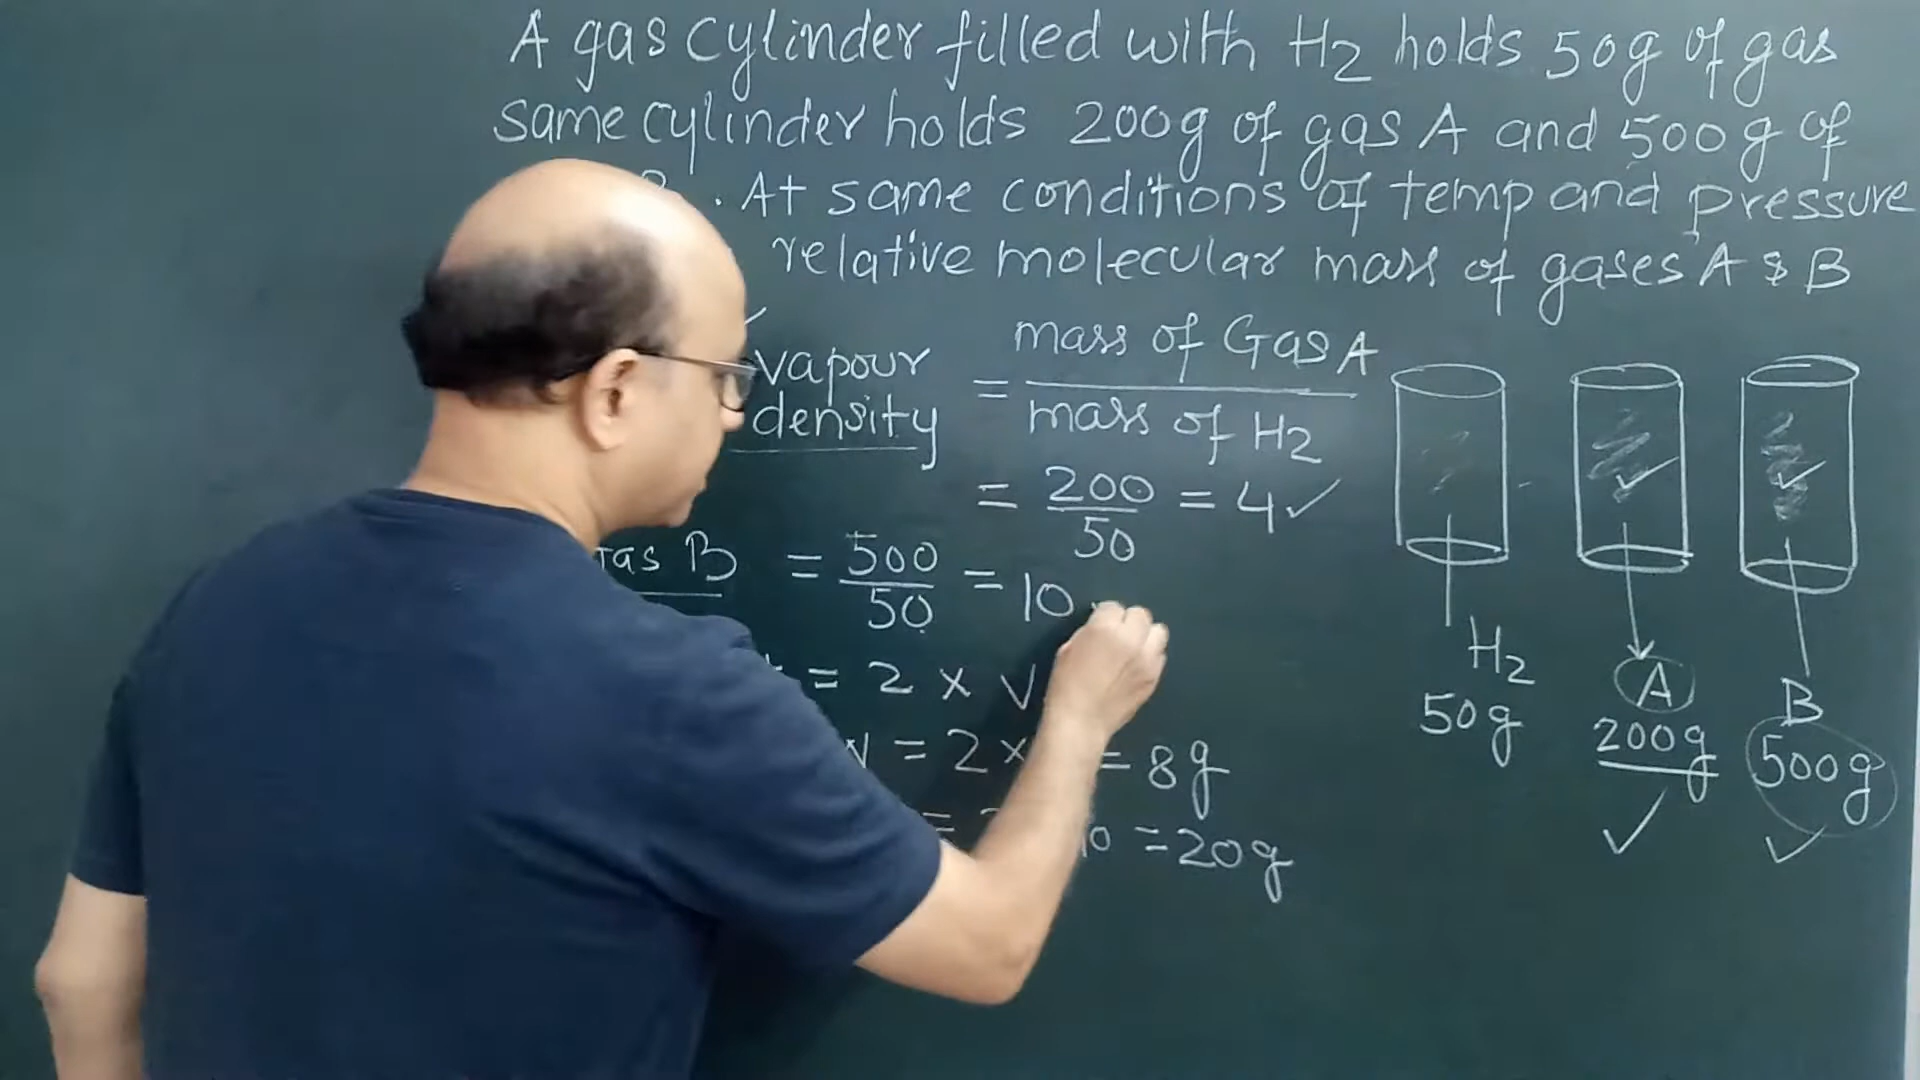 A gas cylinder filled with H2 holds 50g of gas
same cylinder holds 200g of gas A and 500g of
. At same conditions of temp and pressure
relative molecular mass of gases A & B
vapour density = mass of Gas A / mass of H2
= 200/50 = 4 ✓
gas B = 500/50 = 10
= 2 × V.
= 2 × = 8g
= 10 = 20g
H2
50g
A
200g
✓
B
500g
✓